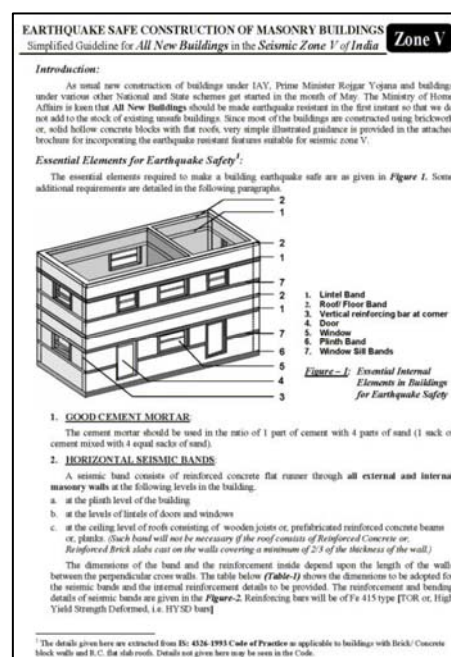 EARTHQUAKE SAFE CONSTRUCTION OF MASONRY BUILDINGS
Simplified Guideline for All New Buildings in the Seismic Zone V of India
Zone V
Introduction:
As usual new construction of buildings under IAY, Prime Minister Rojgar Yojana and buildings
under various other National and State schemes get started in the month of May. The Ministry of Home
Affairs is keen that All New Buildings should be made earthquake resistant in the first instant so that we do
not add to the stock of existing unsafe buildings. Since most of the buildings are constructed using brickwork
or, solid hollow concrete blocks with flat roofs, very simple illustrated guidance is provided in the attached
brochure for incorporating the earthquake resistant features suitable for seismic zone V.
Essential Elements for Earthquake Safety1:
The essential elements required to make a building earthquake safe are as given in Figure 1. Some
additional requirements are detailed in the following paragraphs.
2
1
2
1
7
2
1
7
6
5
4
3
1. Lintel Band
2. Roof/ Floor Band
3. Vertical reinforcing bar at corner
4. Door
5. Window
6. Plinth Band
7. Window Sill Bands
Figure – 1: Essential Internal
Elements in Buildings
for Earthquake Safety
1. GOOD CEMENT MORTAR:
The cement mortar should be used in the ratio of 1 part of cement with 4 parts of sand (1 sack of
cement mixed with 4 equal sacks of sand).
2. HORIZONTAL SEISMIC BANDS:
A seismic band consists of reinforced concrete flat runner through all external and internal
masonry walls at the following levels in the building.
a. at the plinth level of the building
b. at the levels of lintels of doors and windows
c. at the ceiling level of roofs consisting of wooden joists or, prefabricated reinforced concrete beams
or, planks. (Such band will not be necessary if the roof consists of Reinforced Concrete or,
Reinforced Brick slabs cast on the walls covering a minimum of 2/3 of the thickness of the wall.)
The dimensions of the band and the reinforcement inside depend upon the length of the walls
between the perpendicular cross walls. The table below (Table-1) shows the dimensions to be adopted for
the seismic bands and the internal reinforcement details to be provided. The reinforcement and bending
details of seismic bands are given in the Figure-2. Reinforcing bars will be of Fe 415 type [TOR or, High
Yield Strength Deformed, i.e. HYSD bars]
1 The details given here are extracted from IS: 4326-1993 Code of Practice as applicable to buildings with Brick/ Concrete
block walls and R.C. flat slab roofs. Details not given here may be seen in the Code.